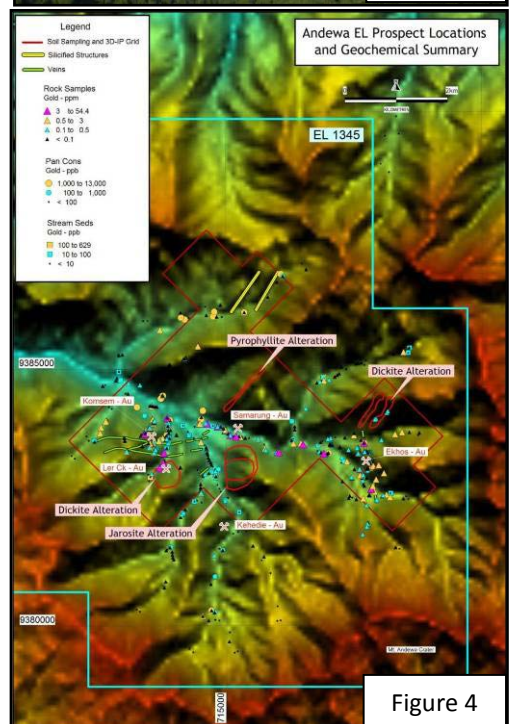 Legend
Soil Sampling and 3D-IP Grid
Silicified Structures
Veins
Rock Samples
Gold - ppm
3 to 54.4
0.5 to 3
0.1 to 0.5
< 0.1
Pan Cons
Gold - ppb
1,000 to 13,000
100 to 1,000
< 100
Stream Seds
Gold - ppb
100 to 629
10 to 100
< 10
Andewa EL Prospect Locations
and Geochemical Summary
2km
EL 1345
Pyrophyllite Alteration
9385000
Dickite Alteration
Komsem - Au
Samarung - Au
Ekhos - Au
Ler Ck - Au
Dickite Alteration
Jarosite Alteration
Kehedie - Au
9380000
Mt. Andewa Crater
715000
Figure 4